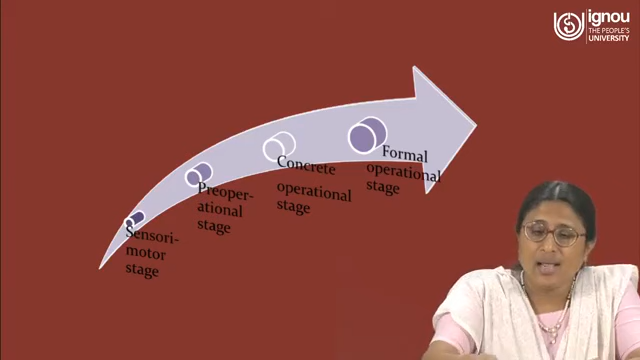 ignou
THE PEOPLE'S
UNIVERSITY
Formal
operational
stage
Concrete
operational
stage
Preoper-
ational
stage
Sensori-
motor
stage